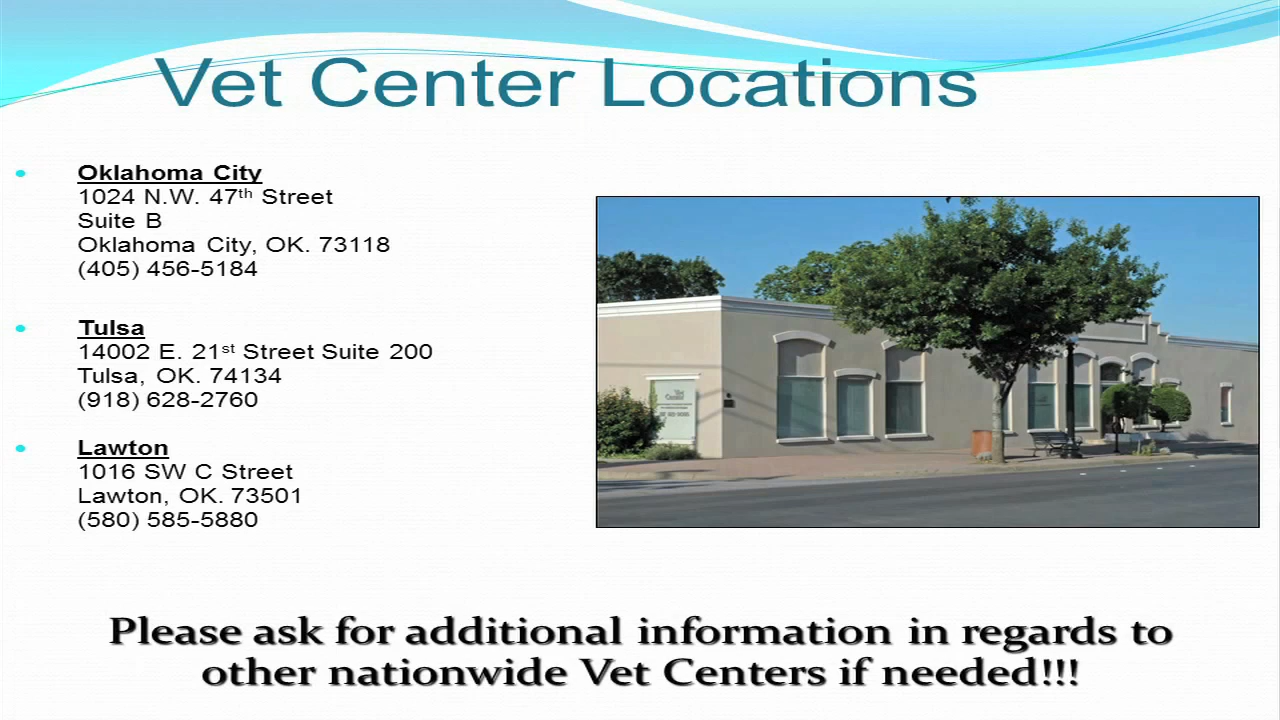 Vet Center Locations
Oklahoma City
1024 N.W. 47th Street
Suite B
Oklahoma City, OK. 73118
(405) 456-5184
Tulsa
14002 E. 21st Street Suite 200
Tulsa, OK. 74134
(918) 628-2760
Lawton
1016 SW C Street
Lawton, OK. 73501
(580) 585-5880
Vet
Center
Please ask for additional information in regards to
other nationwide Vet Centers if needed!!!